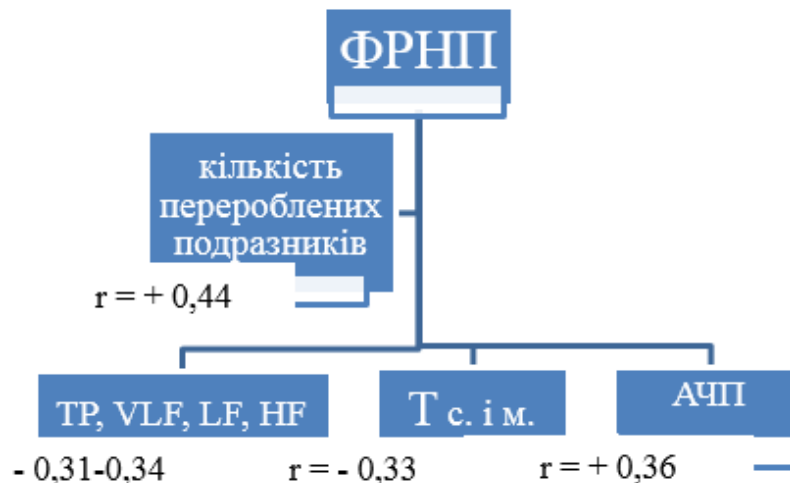 ФРНП
кількість
перероблених
подразників
r = + 0,44
TP, VLF, LF, HF
Т с. і м.
АЧП
- 0,31-0,34
r = - 0,33
r = + 0,36